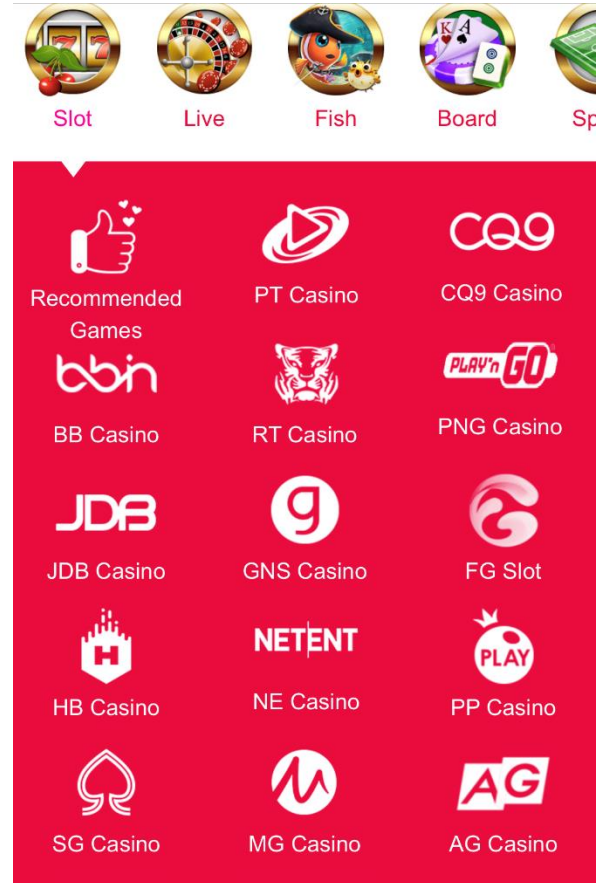 Slot
Live
Fish
Board
Sp
Recommended
Games
PT Casino
CQ9
CQ9 Casino
bbin
BB Casino
RT Casino
PLAY'n GO
PNG Casino
JDB
JDB Casino
g
GNS Casino
FG Slot
H
HB Casino
NETENT
NE Casino
PLAY
PP Casino
SG Casino
MG Casino
AG
AG Casino